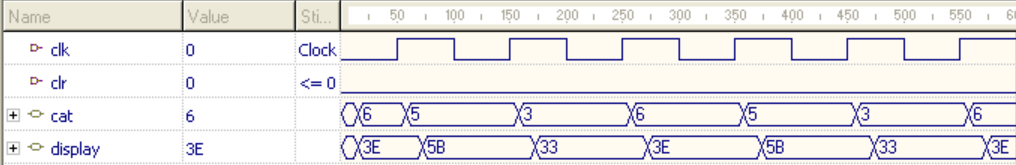 Name Value Sti... 50 100 150 200 250 300 350 400 450 500 550 60
clk 0 Clock
clr 0 <= 0
cat 6 6 5 3 6 5 3 6
display 3E 3E 5B 33 3E 5B 33 3E